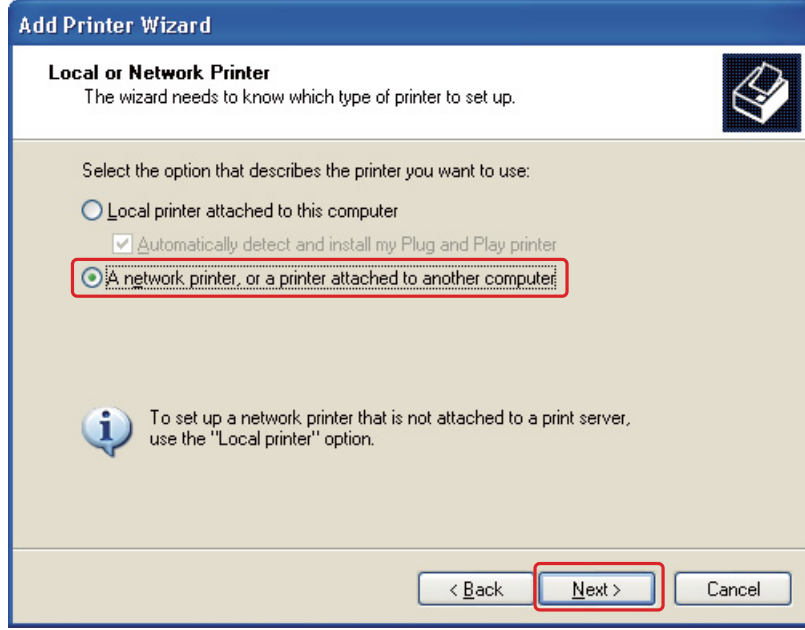 Add Printer Wizard
Local or Network Printer
The wizard needs to know which type of printer to set up.
Select the option that describes the printer you want to use:
Local printer attached to this computer
Automatically detect and install my Plug and Play printer
A network printer, or a printer attached to another computer
To set up a network printer that is not attached to a print server,
use the "Local printer" option.
< Back Next > Cancel